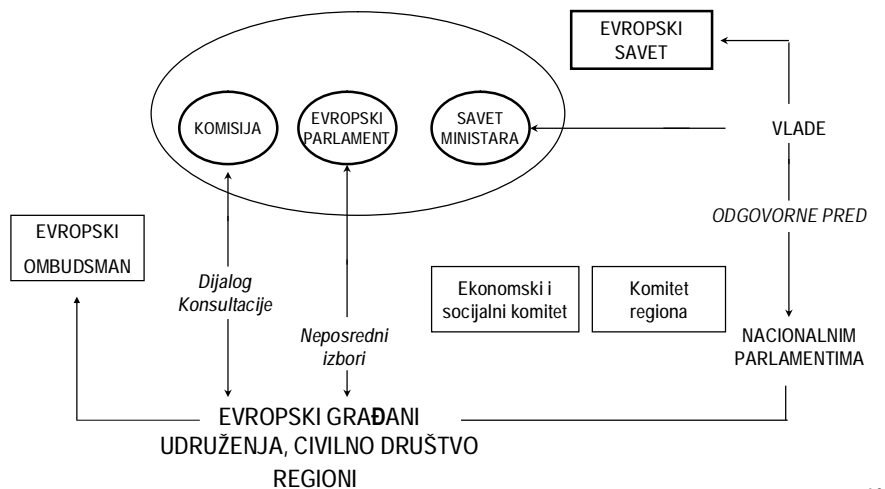 EVROPSKI
SAVET
KOMISIJA
EVROPSKI
PARLAMENT
SAVET
MINISTARA
VLADE
ODGOVORNE PRED
EVROPSKI
OMBUDSMAN
Dijalog
Konsultacije
Ekonomski i
socijalni komitet
Komitet
regiona
Neposredni
izbori
NACIONALNIM
PARLAMENTIMA
EVROPSKI GRAĐANI
UDRUŽENJA, CIVILNO DRUŠTVO
REGIONI